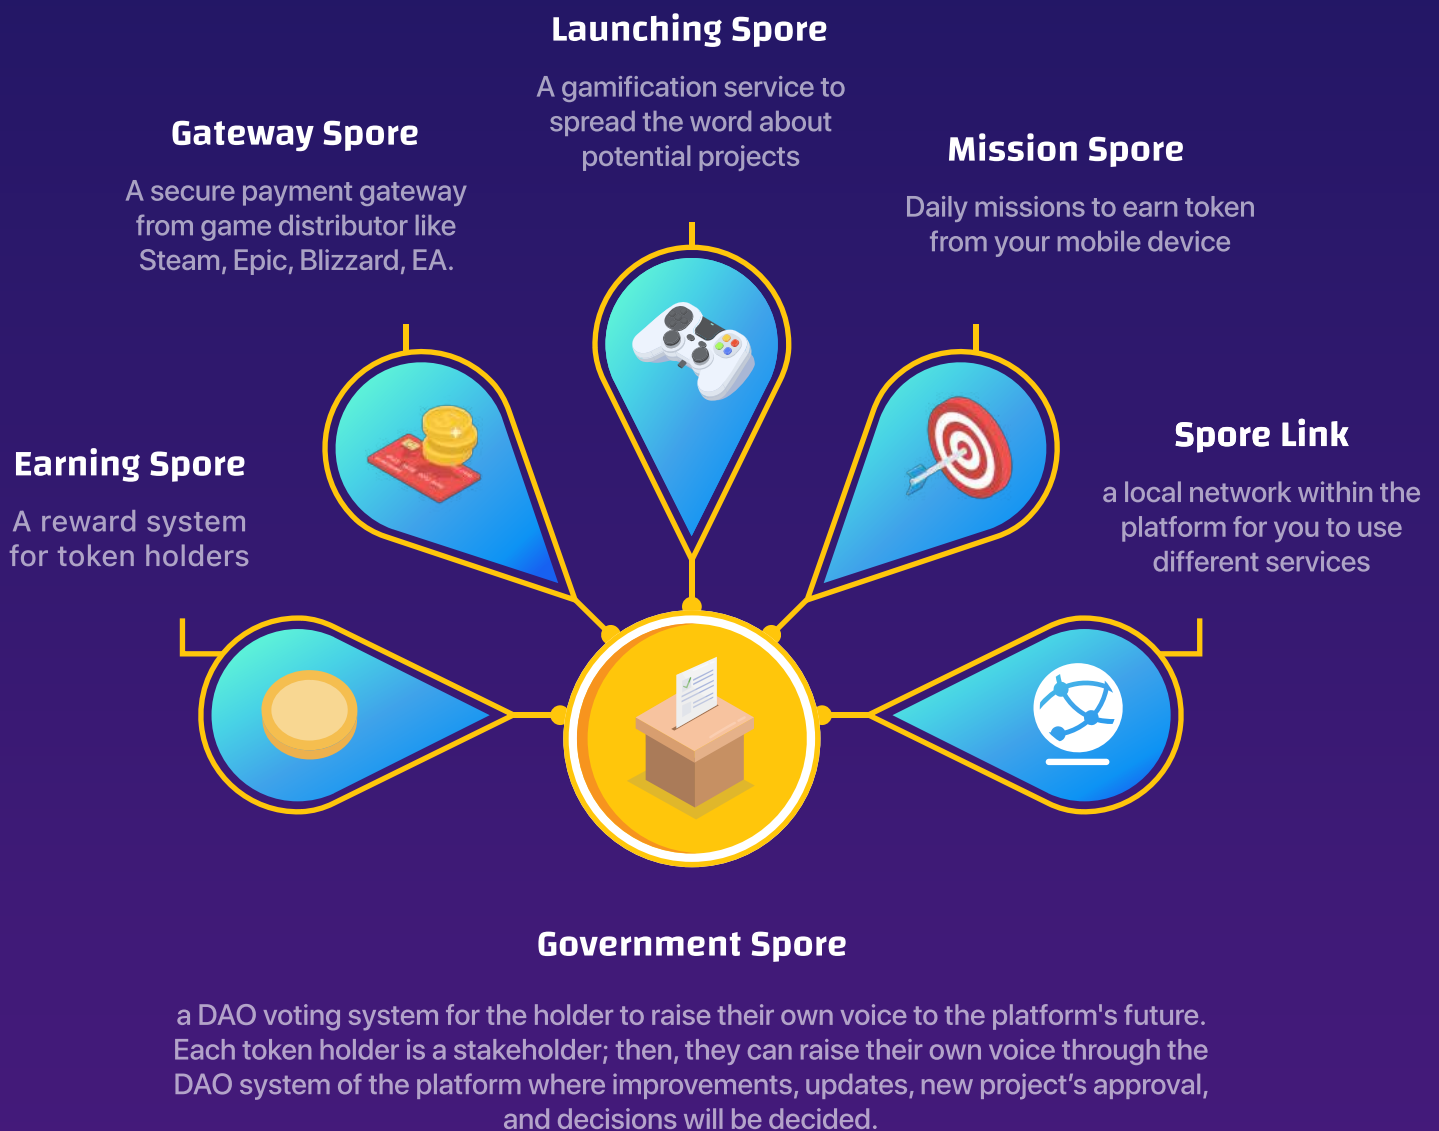 Launching Spore
A gamification service to
spread the word about
potential projects
Gateway Spore
A secure payment gateway
from game distributor like
Steam, Epic, Blizzard, EA.
Mission Spore
Daily missions to earn token
from your mobile device
Earning Spore
A reward system
for token holders
Spore Link
a local network within the
platform for you to use
different services
Government Spore
a DAO voting system for the holder to raise their own voice to the platform's future.
Each token holder is a stakeholder; then, they can raise their own voice through the
DAO system of the platform where improvements, updates, new project’s approval,
and decisions will be decided.